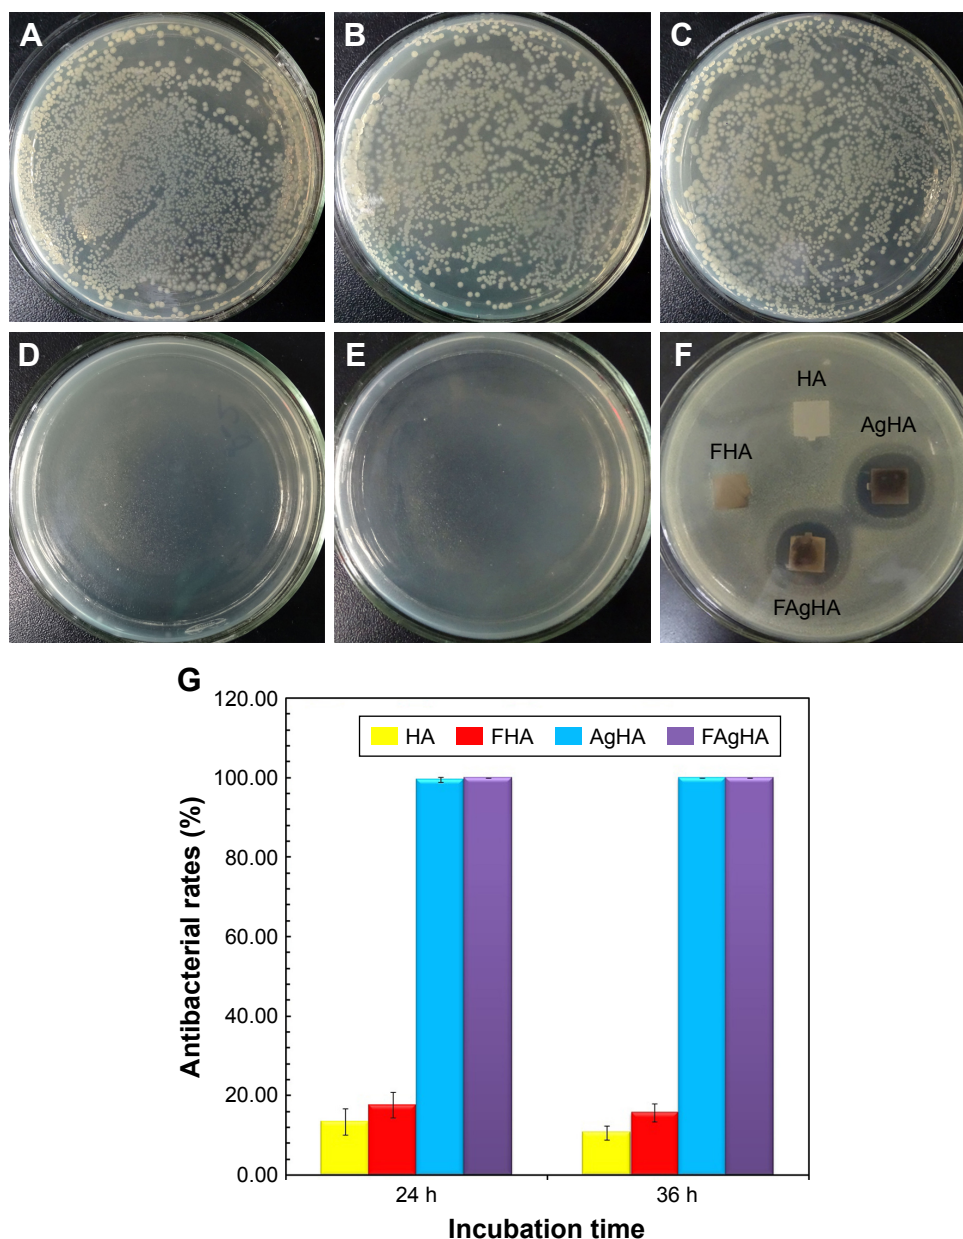 A
B
C
D
E
F
HA
AgHA
FHA
FAgHA
G
120.00
100.00
80.00
60.00
40.00
20.00
0.00
HA FHA AgHA FAgHA
Antibacterial rates (%)
24 h 36 h
Incubation time